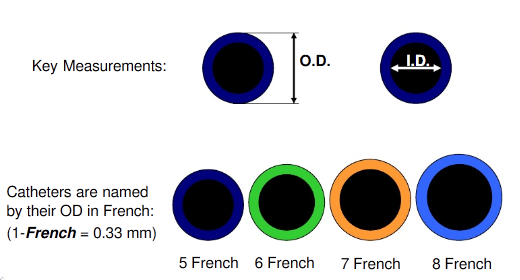 Key Measurements:
O.D.
I.D.
Catheters are named
by their OD in French:
(1-French = 0.33 mm)
5 French
6 French
7 French
8 French